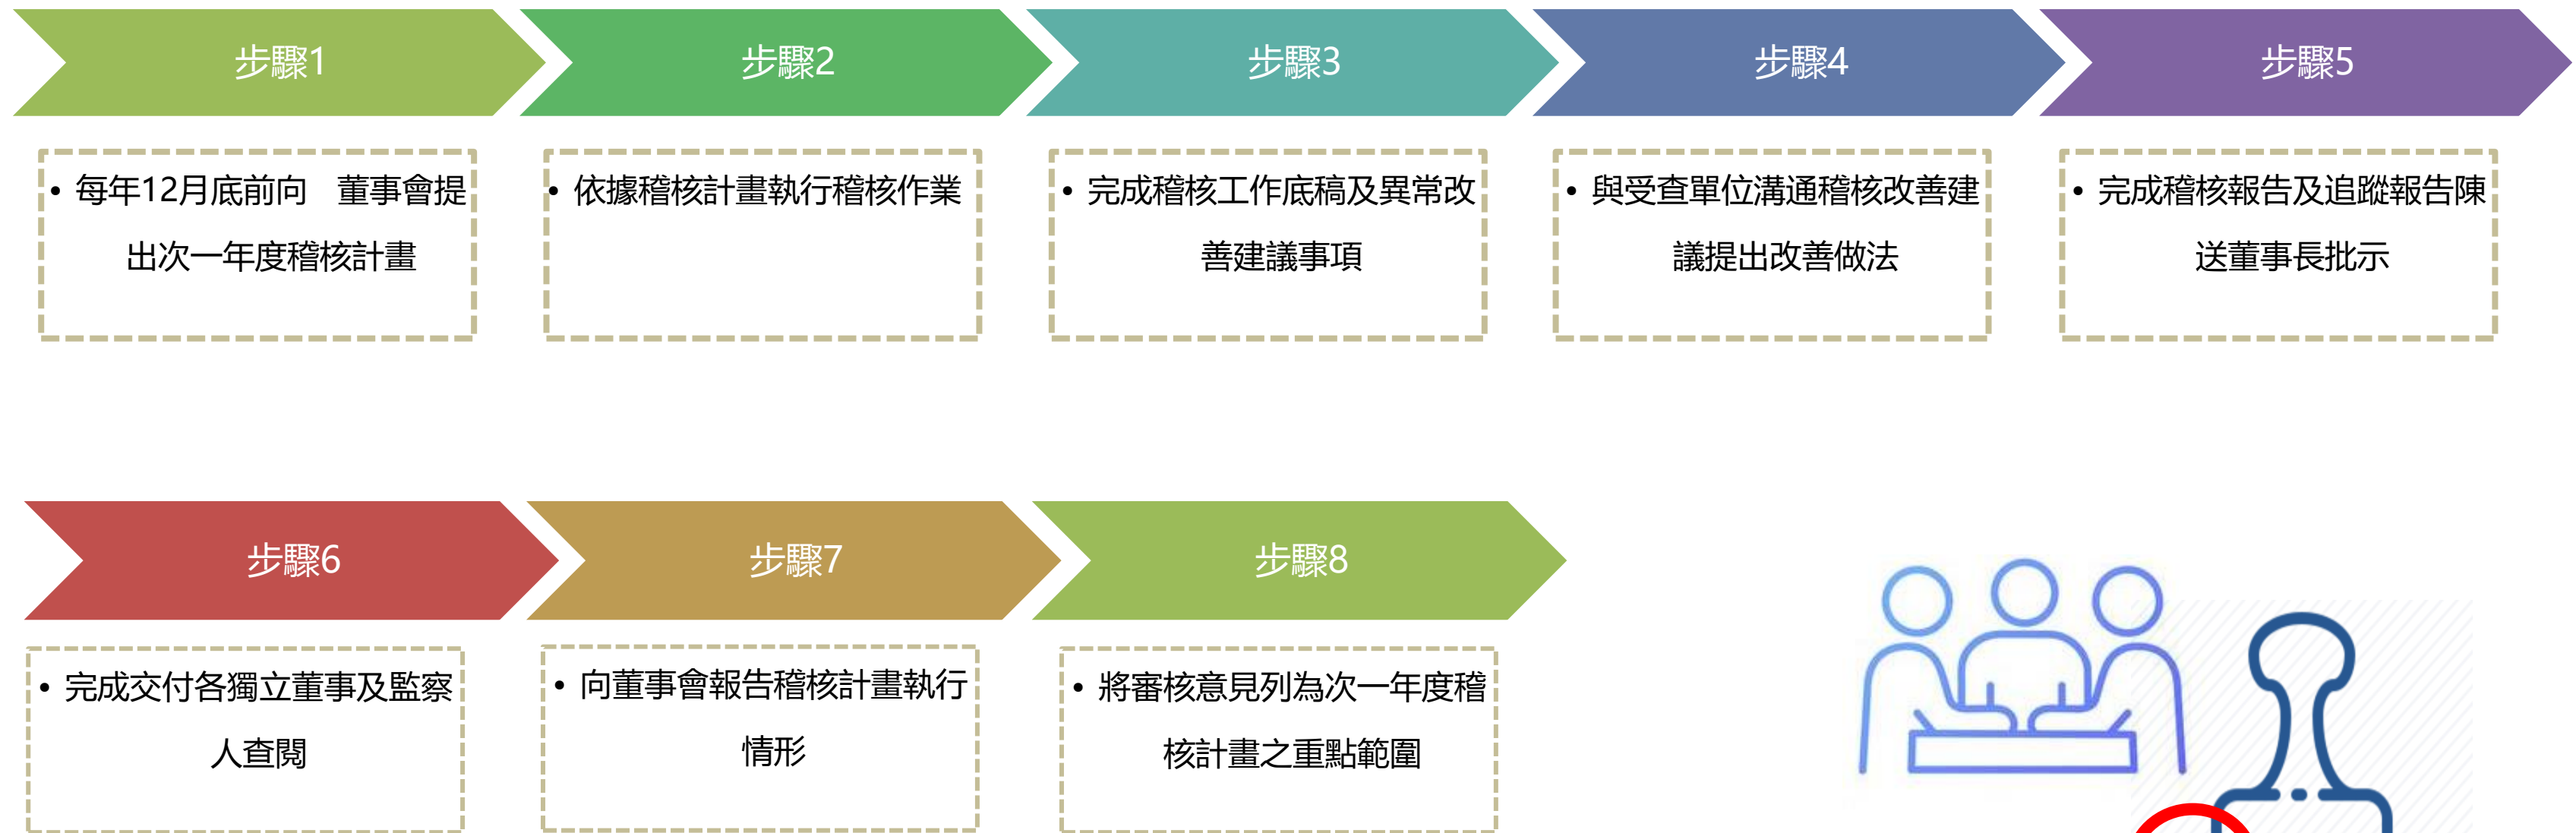 步驟1
步驟2
步驟3
步驟4
步驟5
• 每年12月底前向　董事會提
出次一年度稽核計畫
• 依據稽核計畫執行稽核作業
• 完成稽核工作底稿及異常改
善建議事項
• 與受查單位溝通稽核改善建
議提出改善做法
• 完成稽核報告及追蹤報告陳
送董事長批示
步驟6
步驟7
步驟8
• 完成交付各獨立董事及監察
人查閱
• 向董事會報告稽核計畫執行
情形
• 將審核意見列為次一年度稽
核計畫之重點範圍